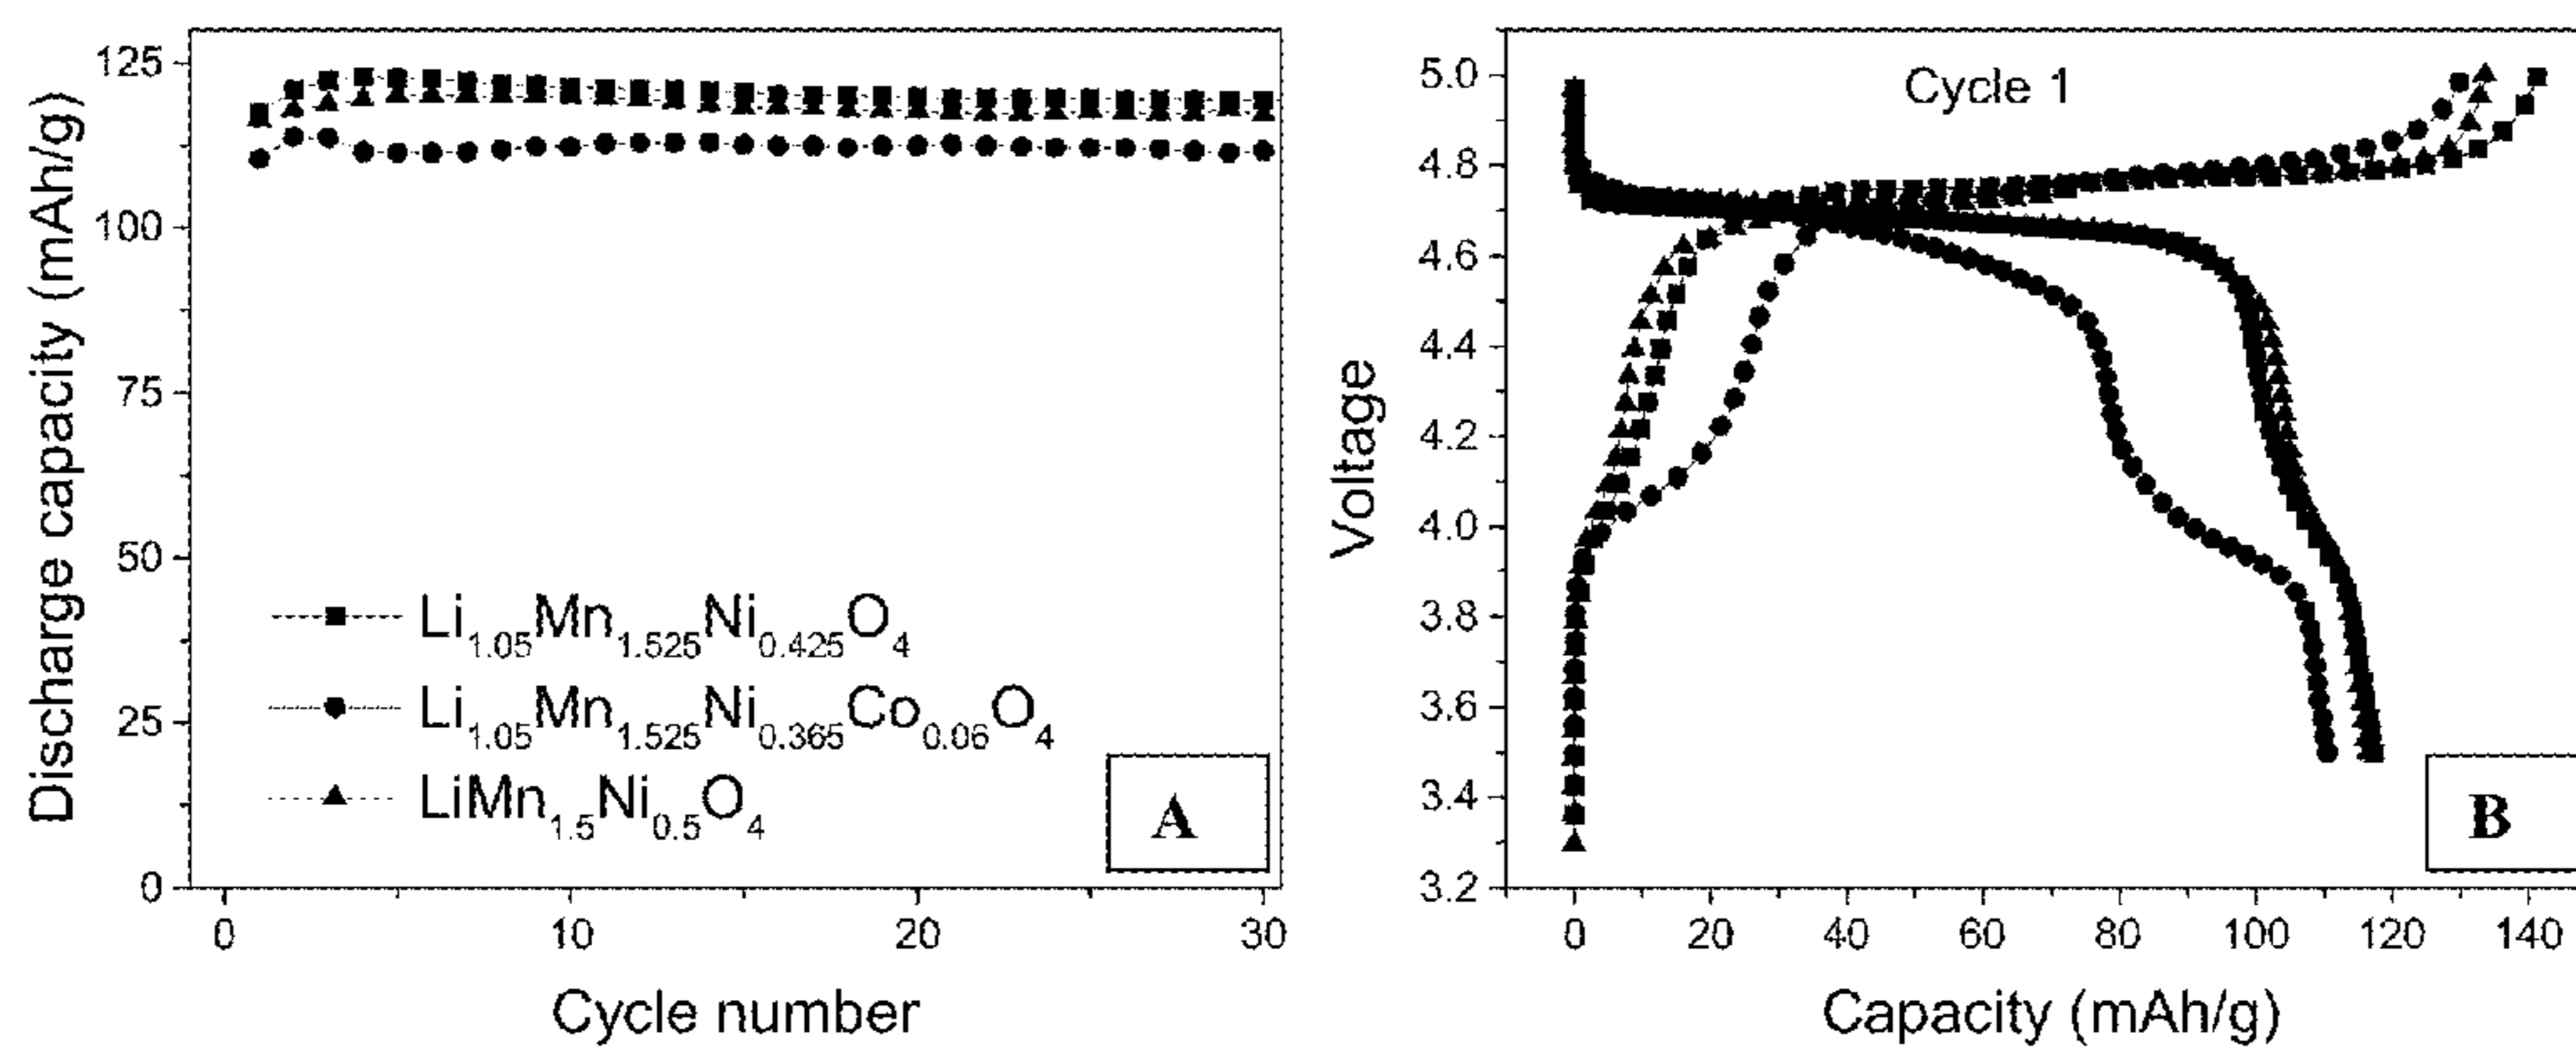 Discharge capacity (mAh/g)
125
100
75
50
25
0
Li1.05Mn1.525Ni0.425O4
Li1.05Mn1.525Ni0.365Co0.06O4
LiMn1.5Ni0.5O4
A
0 10 20 30
Cycle number
Voltage
5.0
4.8
4.6
4.4
4.2
4.0
3.8
3.6
3.4
3.2
Cycle 1
B
0 20 40 60 80 100 120 140
Capacity (mAh/g)